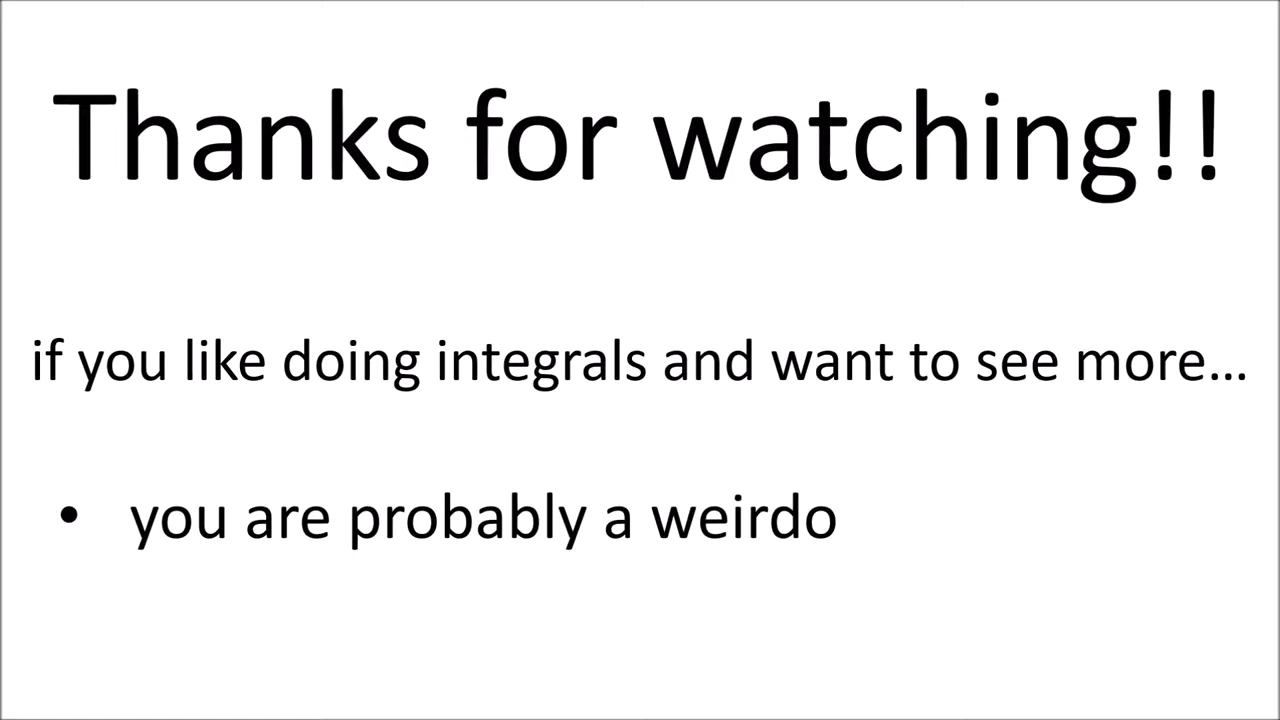 Thanks for watching!!
if you like doing integrals and want to see more...
• you are probably a weirdo